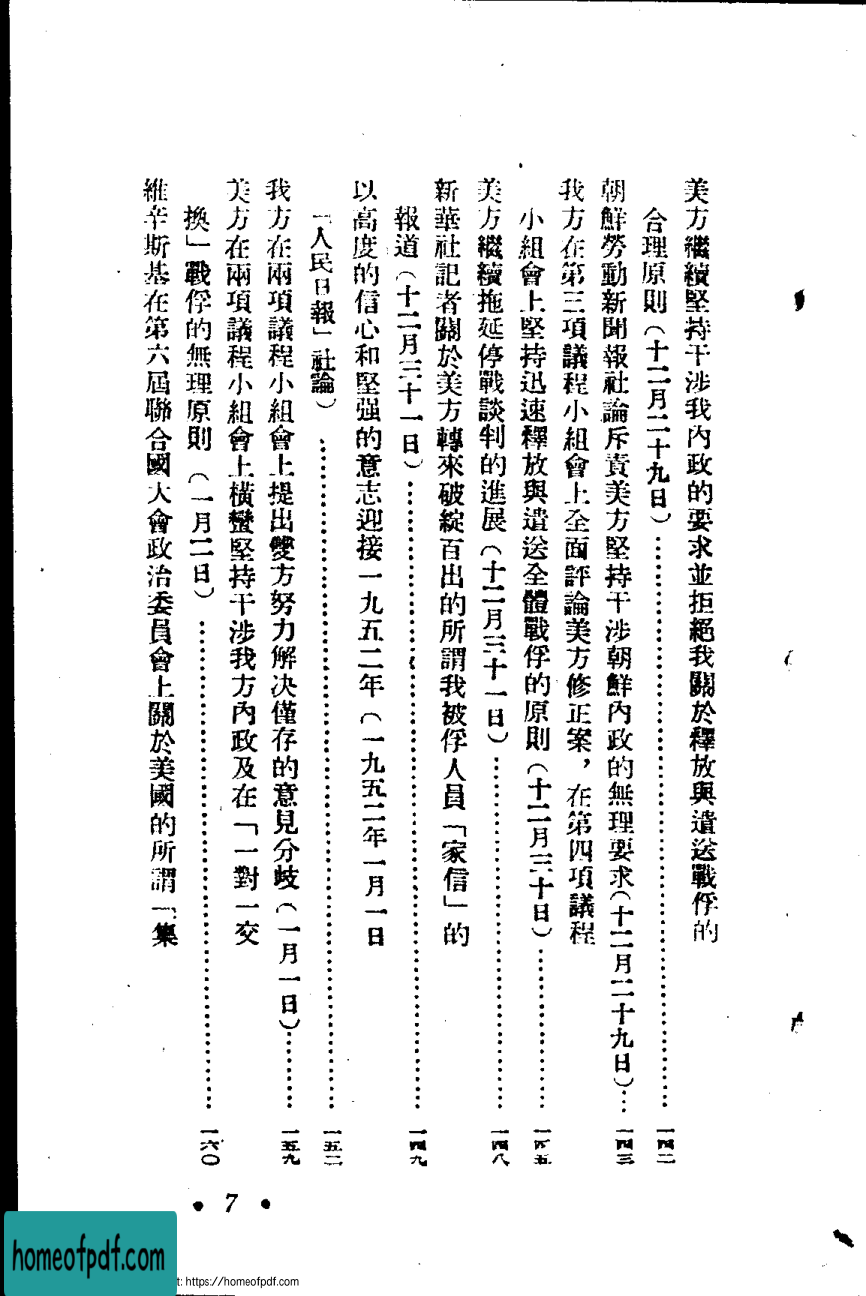 美方繼續堅持干涉我內政的要求並拒絕我關於釋放與遣送戰俘的
合理原則(十二月二十九日)……………………一四二
朝鮮勞動新聞報社論斥責美方堅持干涉朝鮮內政的無理要求(十二月二十九日)…一四三
我方在第三項議程小組會上全面評論美方修正案,在第四項議程
小組會上堅持迅速釋放與遣送全體戰俘的原則(十二月三十日)……………一四五
美方繼續拖延停戰談判的進展(十二月三十一日)……………………一四八
新華社記者關於美方轉來破綻百出的所謂我被俘人員「家信」的
報道(十二月三十一日)……………………一四九
以高度的信心和堅强的意志迎接一九五二年(一九五二年一月一日
「人民日報」社論)……………………一五二
我方在兩項議程小組會上提出雙方努力解决僅存的意見分歧(一月一日)……一五九
美方在兩項議程小組會上橫蠻堅持干涉我方內政及在「一對一交
換」戰俘的無理原則(一月二日)……………………一六〇
維辛斯基在第六屆聯合國大會政治委員會上關於美國的所謂「集
• 7 •
homeofpdf.com
t: https://homeofpdf.com